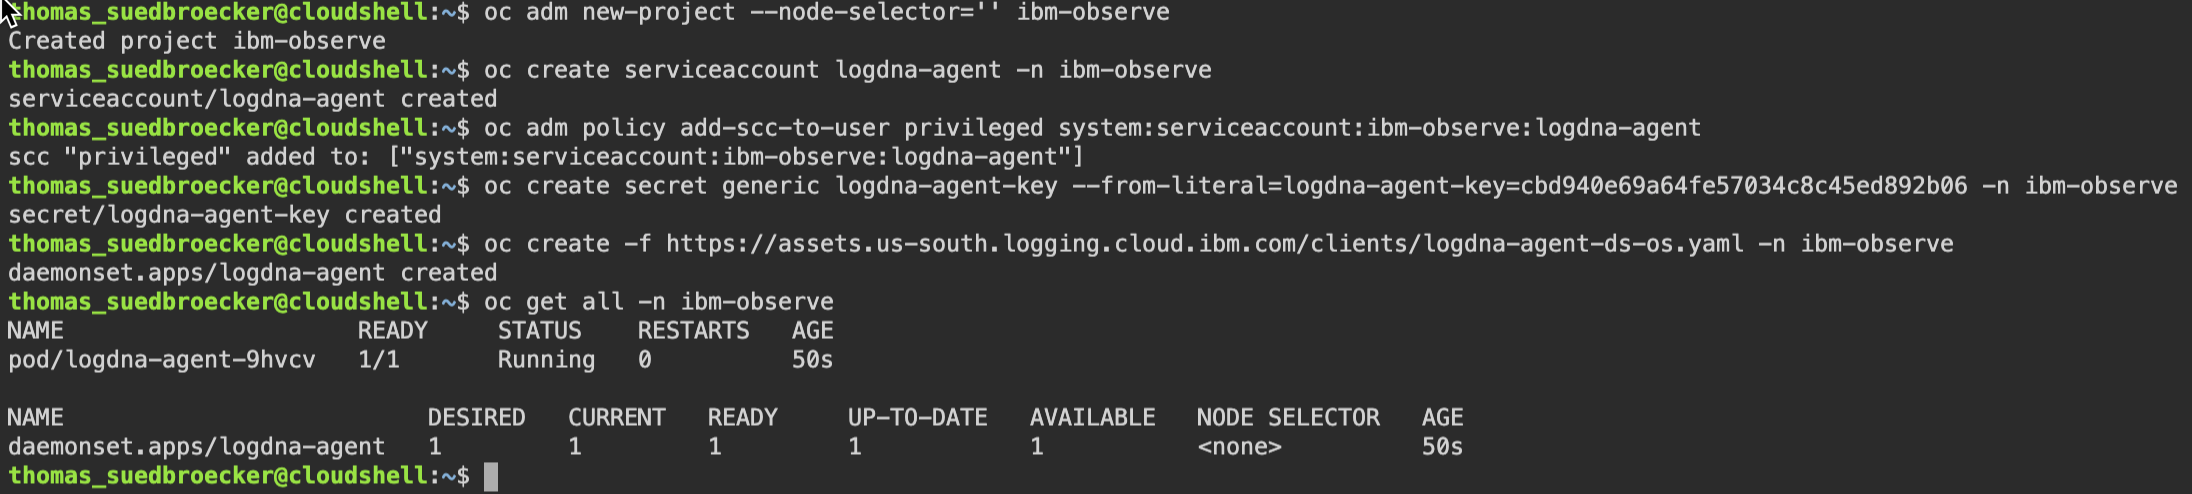 thomas_suedbroecker@cloudshell:~$ oc adm new-project --node-selector='' ibm-observe
Created project ibm-observe
thomas_suedbroecker@cloudshell:~$ oc create serviceaccount logdna-agent -n ibm-observe
serviceaccount/logdna-agent created
thomas_suedbroecker@cloudshell:~$ oc adm policy add-scc-to-user privileged system:serviceaccount:ibm-observe:logdna-agent
scc "privileged" added to: ["system:serviceaccount:ibm-observe:logdna-agent"]
thomas_suedbroecker@cloudshell:~$ oc create secret generic logdna-agent-key --from-literal=logdna-agent-key=cbd940e69a64fe57034c8c45ed892b06 -n ibm-observe
secret/logdna-agent-key created
thomas_suedbroecker@cloudshell:~$ oc create -f https://assets.us-south.logging.cloud.ibm.com/clients/logdna-agent-ds-os.yaml -n ibm-observe
daemonset.apps/logdna-agent created
thomas_suedbroecker@cloudshell:~$ oc get all -n ibm-observe
NAME                     READY     STATUS    RESTARTS   AGE
pod/logdna-agent-9hvcv   1/1       Running   0          50s
NAME                          DESIRED   CURRENT   READY     UP-TO-DATE   AVAILABLE   NODE SELECTOR   AGE
daemonset.apps/logdna-agent   1         1         1         1            1           <none>          50s
thomas_suedbroecker@cloudshell:~$